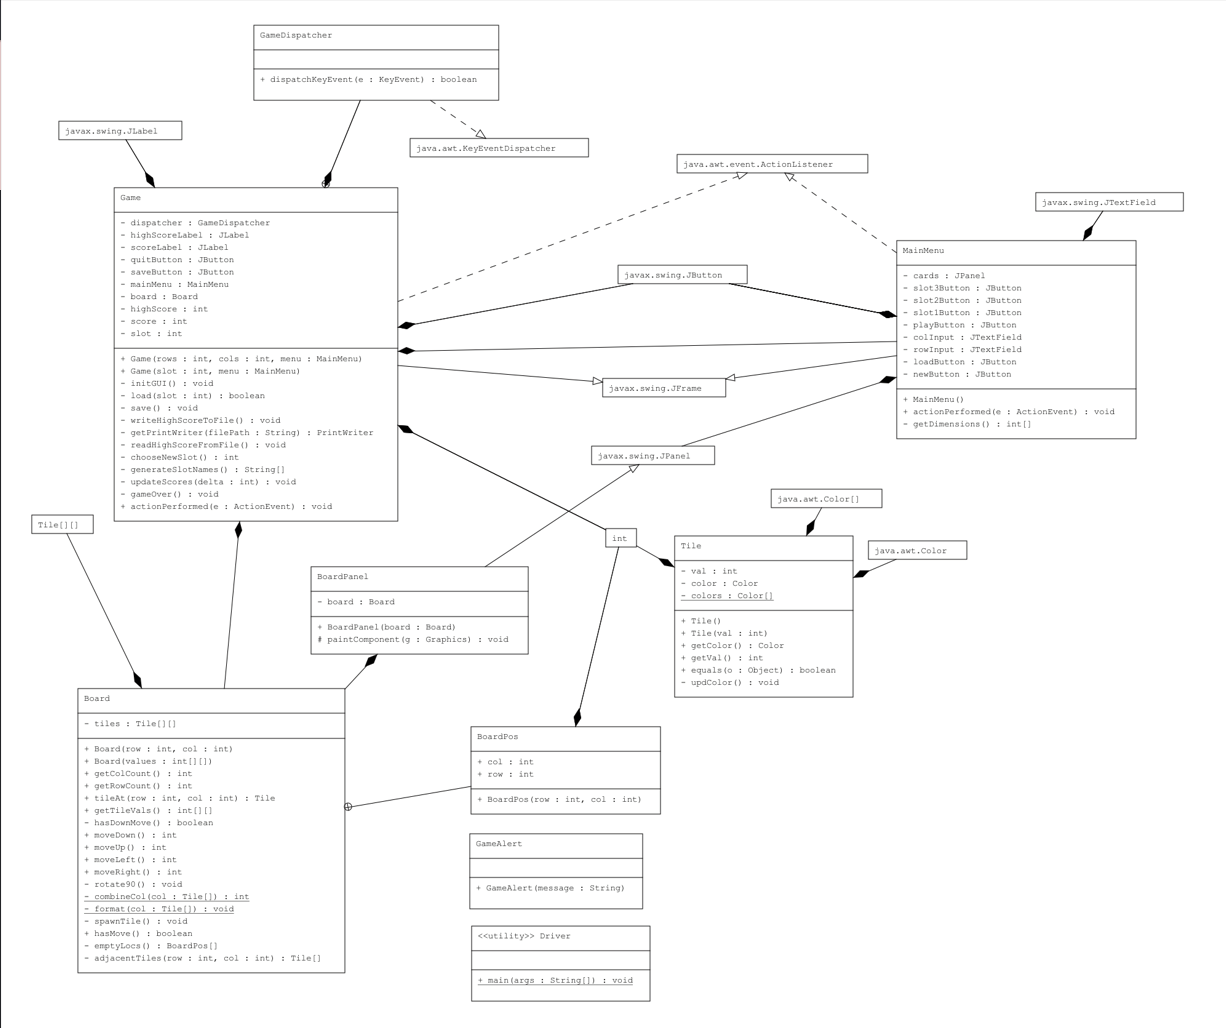 GameDispatcher
+ dispatchKeyEvent(e : KeyEvent) : boolean
javax.swing.JLabel
java.awt.KeyEventDispatcher
java.awt.event.ActionListener
javax.swing.JTextField
Game
- dispatcher : GameDispatcher
- highScoreLabel : JLabel
- scoreLabel : JLabel
- quitButton : JButton
- saveButton : JButton
- mainMenu : MainMenu
- board : Board
- highScore : int
- score : int
- slot : int
+ Game(rows : int, cols : int, menu : MainMenu)
+ Game(slot : int, menu : MainMenu)
- initGUI() : void
- load(slot : int) : boolean
- save() : void
- writeHighScoreToFile() : void
- getPrintWriter(filePath : String) : PrintWriter
- readHighScoreFromFile() : void
- chooseNewSlot() : int
- generateSlotNames() : String[]
- updateScores(delta : int) : void
- gameOver() : void
+ actionPerformed(e : ActionEvent) : void
javax.swing.JButton
MainMenu
- cards : JPanel
- slot3Button : JButton
- slot2Button : JButton
- slot1Button : JButton
- playButton : JButton
- colInput : JTextField
- rowInput : JTextField
- loadButton : JButton
- newButton : JButton
+ MainMenu()
+ actionPerformed(e : ActionEvent) : void
- getDimensions() : int[]
javax.swing.JFrame
javax.swing.JPanel
java.awt.Color[]
Tile[][]
int
java.awt.Color
Tile
- val : int
- color : Color
- colors : Color[]
+ Tile()
+ Tile(val : int)
+ getColor() : Color
+ getVal() : int
+ equals(o : Object) : boolean
- updColor() : void
BoardPanel
- board : Board
+ BoardPanel(board : Board)
# paintComponent(g : Graphics) : void
Board
- tiles : Tile[][]
+ Board(row : int, col : int)
+ Board(values : int[][])
+ getColCount() : int
+ getRowCount() : int
+ tileAt(row : int, col : int) : Tile
+ getTileVals() : int[][]
- hasDownMove() : boolean
+ moveDown() : int
+ moveUp() : int
+ moveLeft() : int
+ moveRight() : int
- rotate90() : void
- combineCol(col : Tile[]) : int
- format(col : Tile[]) : void
- spawnTile() : void
+ hasMove() : boolean
- emptyLocs() : BoardPos[]
- adjacentTiles(row : int, col : int) : Tile[]
BoardPos
+ col : int
+ row : int
+ BoardPos(row : int, col : int)
GameAlert
+ GameAlert(message : String)
<<utility>> Driver
+ main(args : String[]) : void